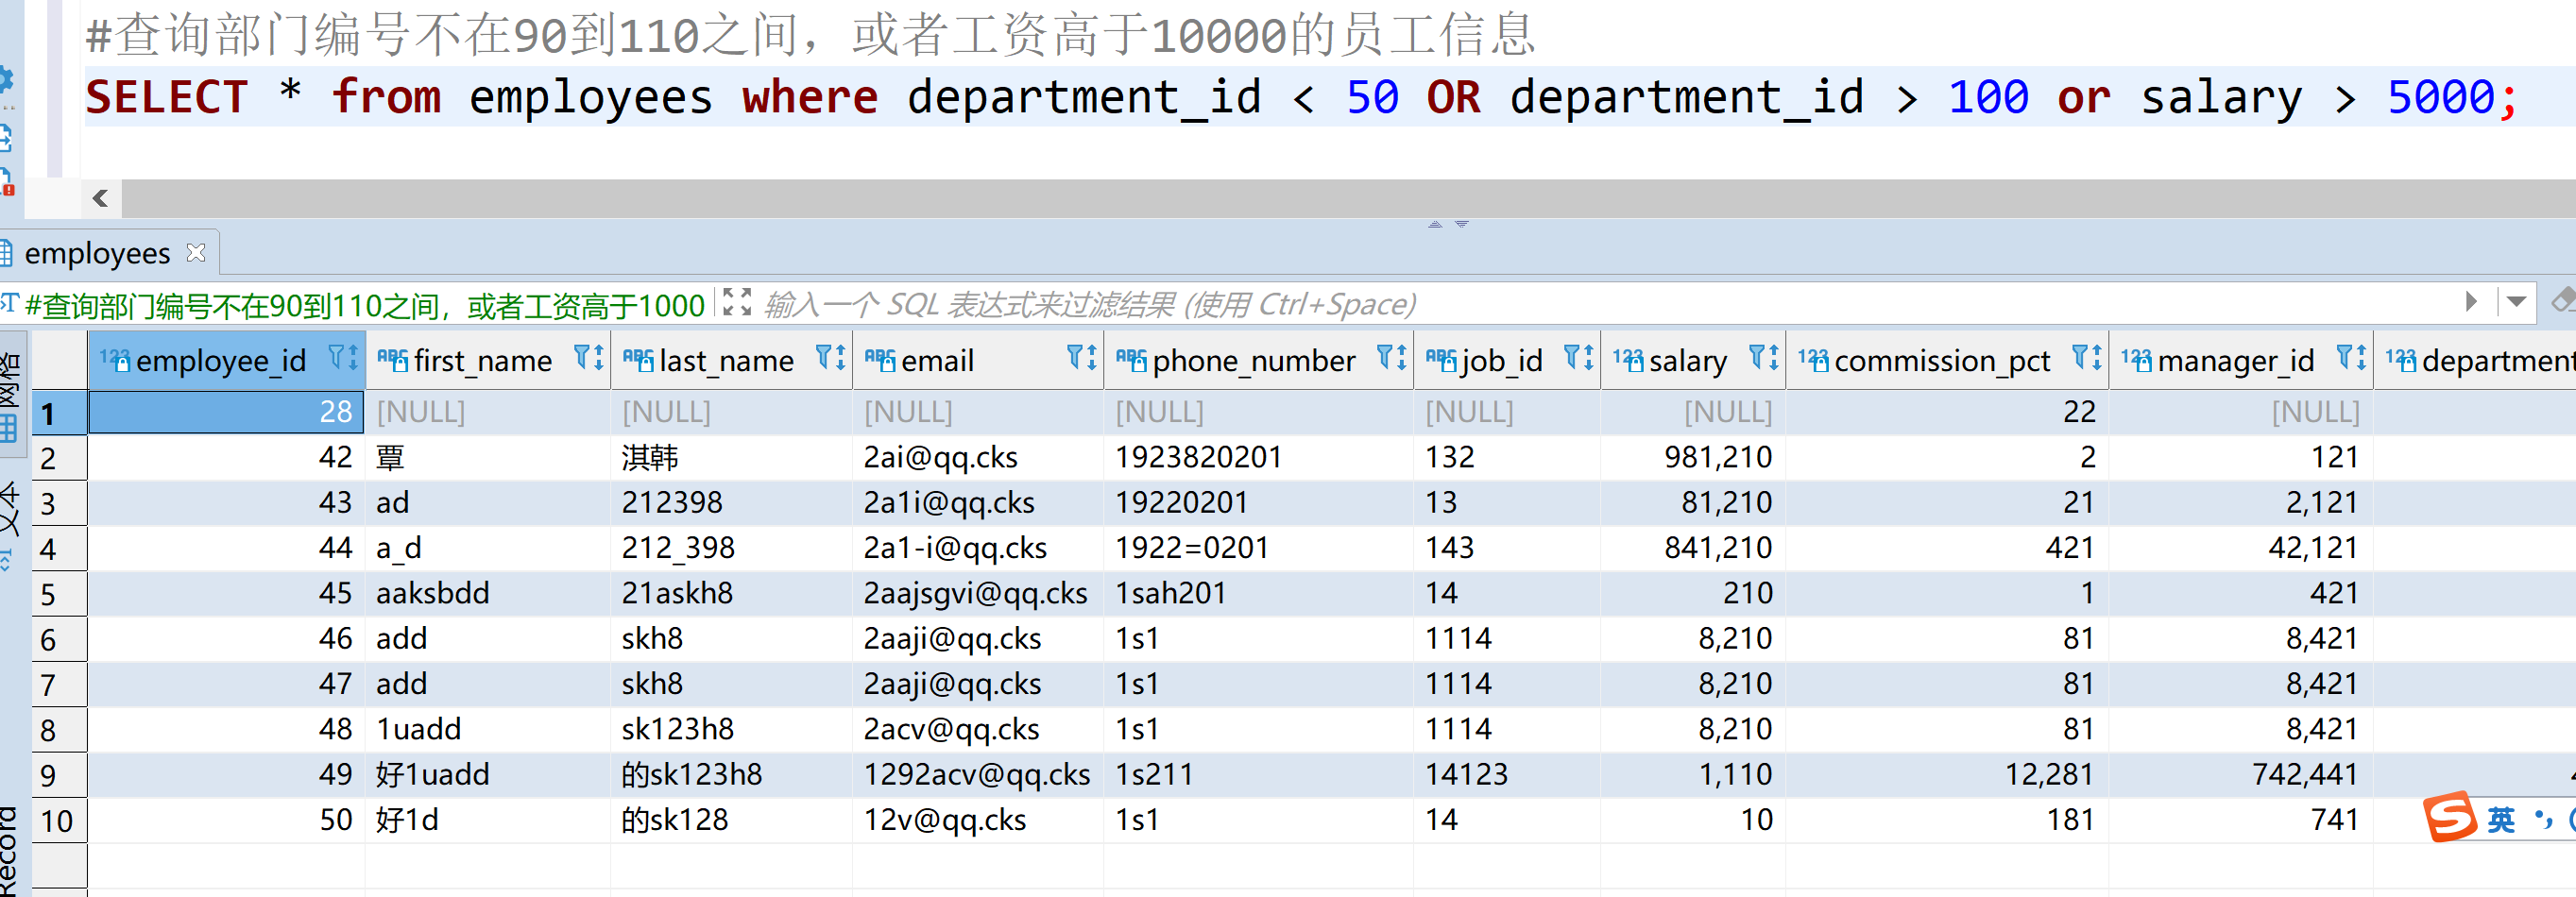 #查询部门编号不在90到110之间，或者工资高于10000的员工信息
SELECT * from employees where department_id < 50 OR department_id > 100 or salary > 5000;
employees
#查询部门编号不在90到110之间，或者工资高于1000 输入一个 SQL 表达式来过滤结果 (使用 Ctrl+Space)
网格
文本
Record
123 employee_id ABC first_name ABC last_name ABC email ABC phone_number ABC job_id 123 salary 123 commission_pct 123 manager_id 123 department
1 28 [NULL] [NULL] [NULL] [NULL] [NULL] [NULL] 22 [NULL]
2 42 覃 淇韩 2ai@qq.cks 1923820201 132 981,210 2 121
3 43 ad 212398 2a1i@qq.cks 19220201 13 81,210 21 2,121
4 44 a_d 212_398 2a1-i@qq.cks 1922=0201 143 841,210 421 42,121
5 45 aaksbdd 21askh8 2aajsgvi@qq.cks 1sah201 14 210 1 421
6 46 add skh8 2aaji@qq.cks 1s1 1114 8,210 81 8,421
7 47 add skh8 2aaji@qq.cks 1s1 1114 8,210 81 8,421
8 48 1uadd sk123h8 2acv@qq.cks 1s1 1114 8,210 81 8,421
9 49 好1uadd 的sk123h8 1292acv@qq.cks 1s211 14123 1,110 12,281 742,441
10 50 好1d 的sk128 12v@qq.cks 1s1 14 10 181 741
S 英